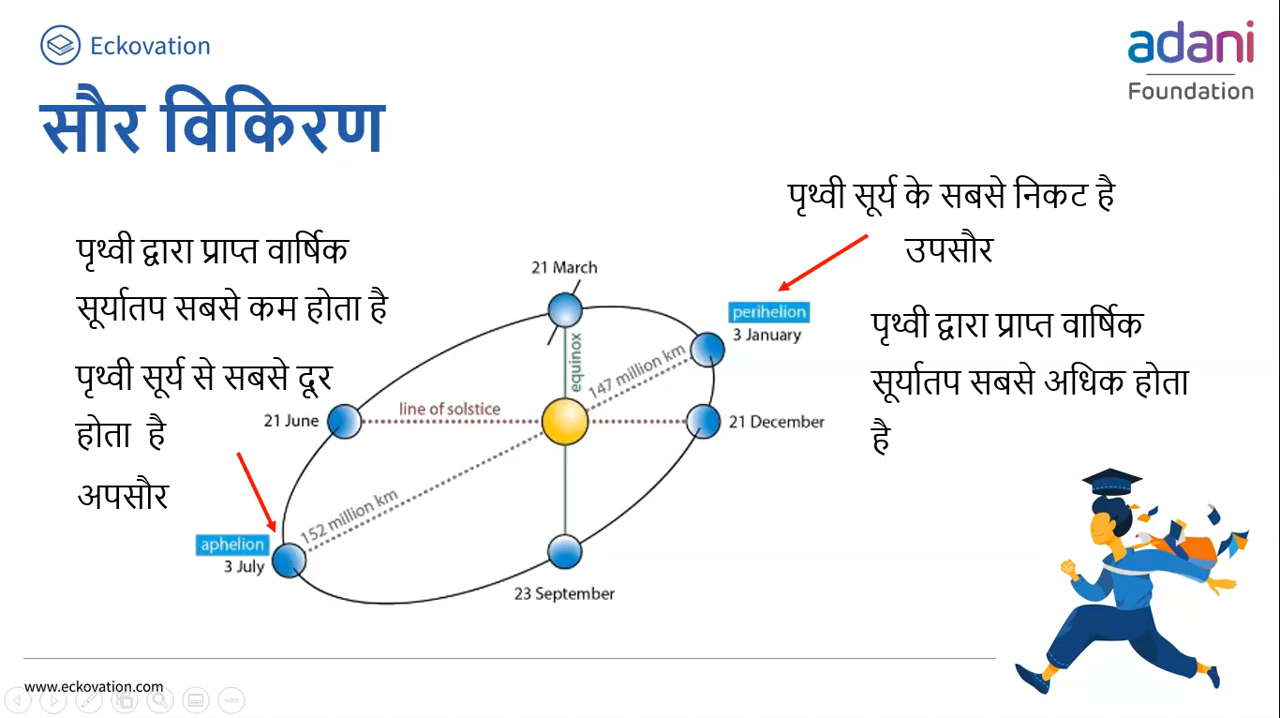 Eckovation
adani
Foundation
सौर विकिरण
पृथ्वी सूर्य के सबसे निकट है
उपसौर
पृथ्वी द्वारा प्राप्त वार्षिक
सूर्यातप सबसे कम होता है
पृथ्वी सूर्य से सबसे दूर
होता है
अपसौर
21 March
perihelion
3 January
equinox
147 million km
पृथ्वी द्वारा प्राप्त वार्षिक
सूर्यातप सबसे अधिक होता
है
21 June
line of solstice
21 December
152 million km
aphelion
3 July
23 September
www.eckovation.com